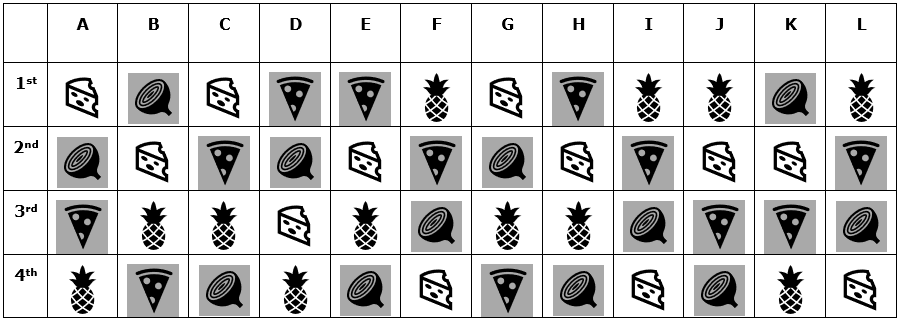 A B C D E F G H I J K L
1st
2nd
3rd
4th